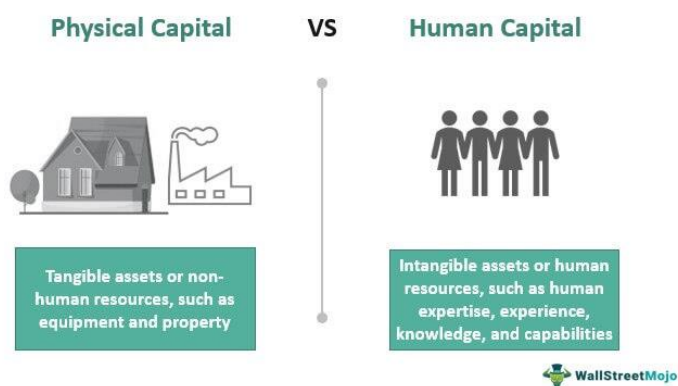 Physical Capital VS Human Capital
Tangible assets or non-
human resources, such as
equipment and property
Intangible assets or human
resources, such as human
expertise, experience,
knowledge, and capabilities
WallStreetMojo